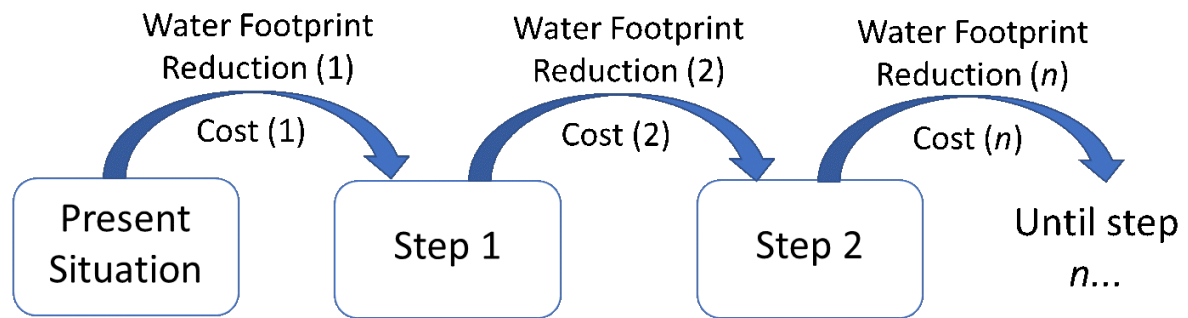 Water Footprint
Reduction (1)
Cost (1)
Water Footprint
Reduction (2)
Cost (2)
Water Footprint
Reduction (n)
Cost (n)
Present
Situation
Step 1
Step 2
Until step
n...